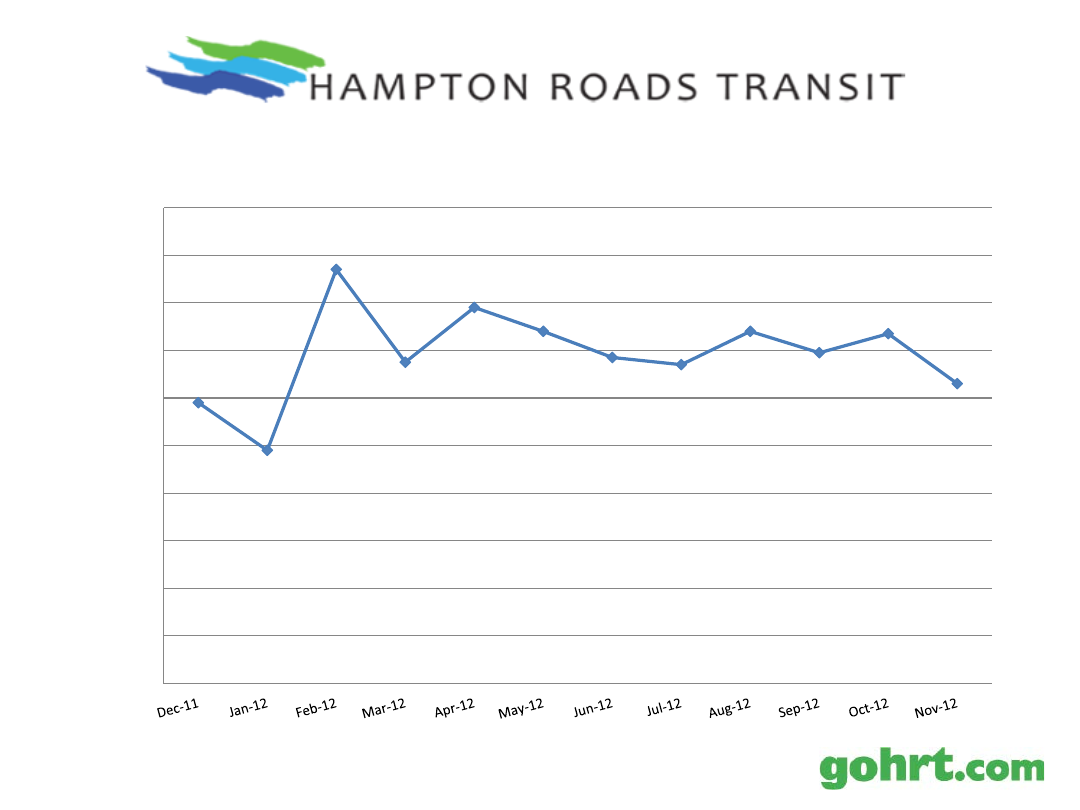 HAMPTON ROADS TRANSIT
Dec-11 Jan-12 Feb-12 Mar-12 Apr-12 May-12 Jun-12 Jul-12 Aug-12 Sep-12 Oct-12 Nov-12
gohrt.com